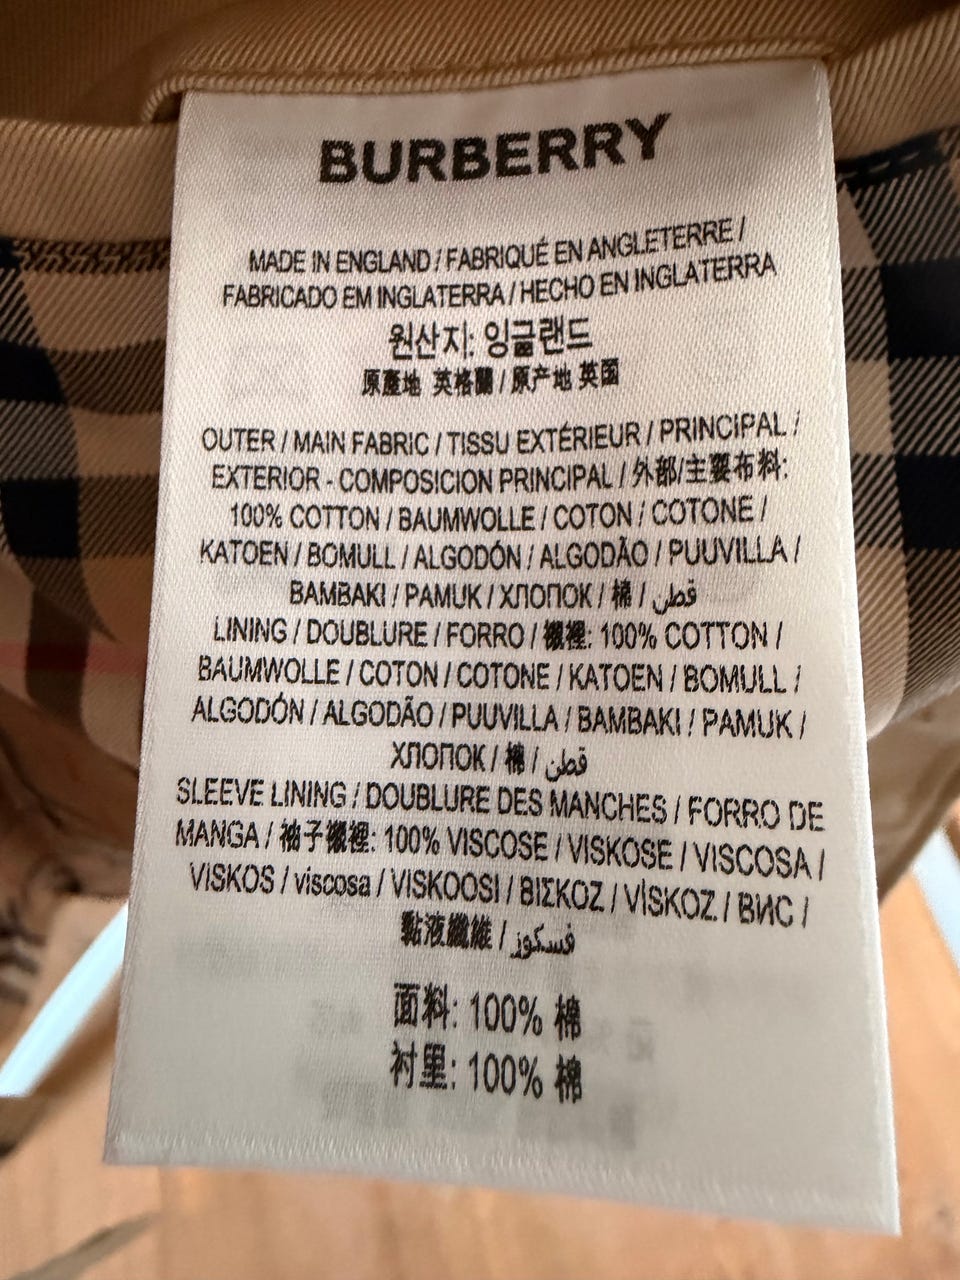 BURBERRY
MADE IN ENGLAND / FABRIQUÉ EN ANGLETERRE /
FABRICADO EM INGLATERRA / HECHO EN INGLATERRA
원산지: 잉글랜드
原產地 英格蘭 / 原产地 英国
OUTER / MAIN FABRIC / TISSU EXTÉRIEUR / PRINCIPAL /
EXTERIOR - COMPOSICION PRINCIPAL / 外部/主要布料:
100% COTTON / BAUMWOLLE / COTON / COTONE /
KATOEN / BOMULL / ALGODÓN / ALGODÃO / PUUVILLA /
BAMBAKI / PAMUK / ХЛОПОК / 棉 / قطن
LINING / DOUBLURE / FORRO / 襯裡: 100% COTTON /
BAUMWOLLE / COTON / COTONE / KATOEN / BOMULL /
ALGODÓN / ALGODÃO / PUUVILLA / BAMBAKI / PAMUK /
ХЛОПОК / 棉 / قطن
SLEEVE LINING / DOUBLURE DES MANCHES / FORRO DE
MANGA / 袖子襯裡: 100% VISCOSE / VISKOSE / VISCOSA /
VISKOS / viscosa / VISKOOSI / ΒΙΣΚΟΖ / VİSKOZ / ВИС /
黏液纖維 / فسكوز
面料: 100% 棉
衬里: 100% 棉